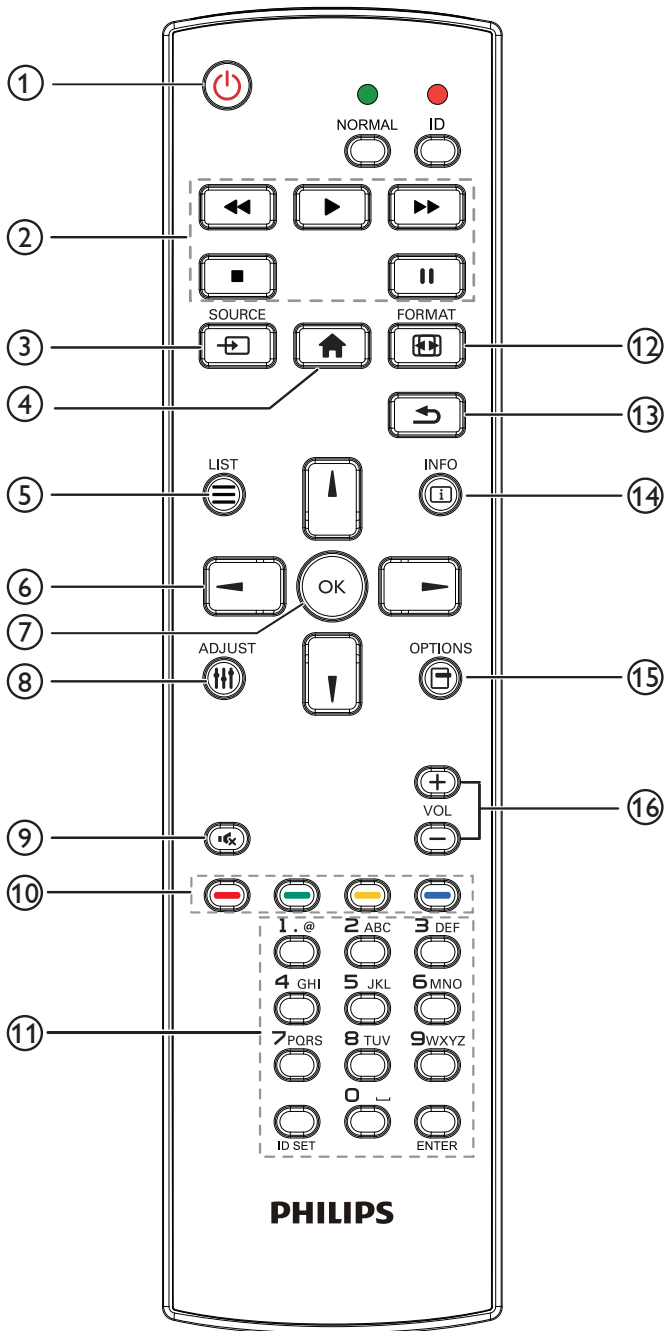 ①
NORMAL ID
②
SOURCE FORMAT
③ ⑫
④ ⑬
LIST INFO
⑤ i ⑭
⑥
OK
⑦
ADJUST OPTIONS
⑧ ⑮
+
VOL ⑯
⑨ −
⑩
1 . @ 2 ABC 3 DEF
4 GHI 5 JKL 6 MNO
⑪ 7 PQRS 8 TUV 9 WXYZ
0 ⎵
ID SET ENTER
PHILIPS